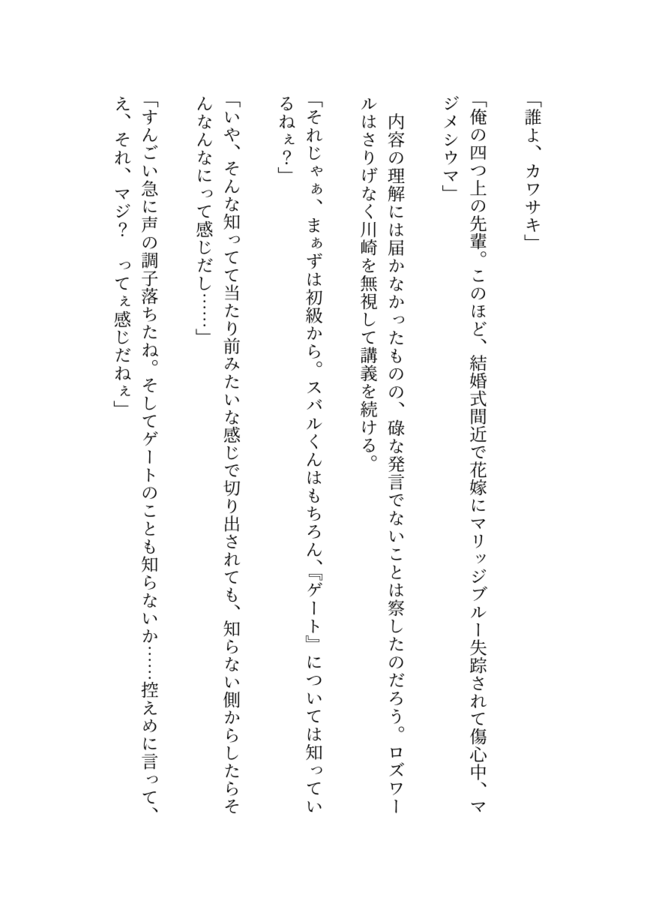 「誰よ、カワサキ」
「俺の四つ上の先輩。このほど、結婚式間近で花嫁にマリッジブルー失踪されて傷心中、マ
ジメシウマ」
　内容の理解には届かなかったものの、碌な発言でないことは察したのだろう。ロズワー
ルはさりげなく川崎を無視して講義を続ける。
「それじゃぁ、まぁずは初級から。スバルくんはもちろん、『ゲート』については知ってい
るねぇ？」
「いや、そんな知ってて当たり前みたいな感じで切り出されても、知らない側からしたらそ
んなんなにって感じだし……」
「すんごい急に声の調子落ちたね。そしてゲートのことも知らないか……控えめに言って、
え、それ、マジ？　ってぇ感じだねぇ」